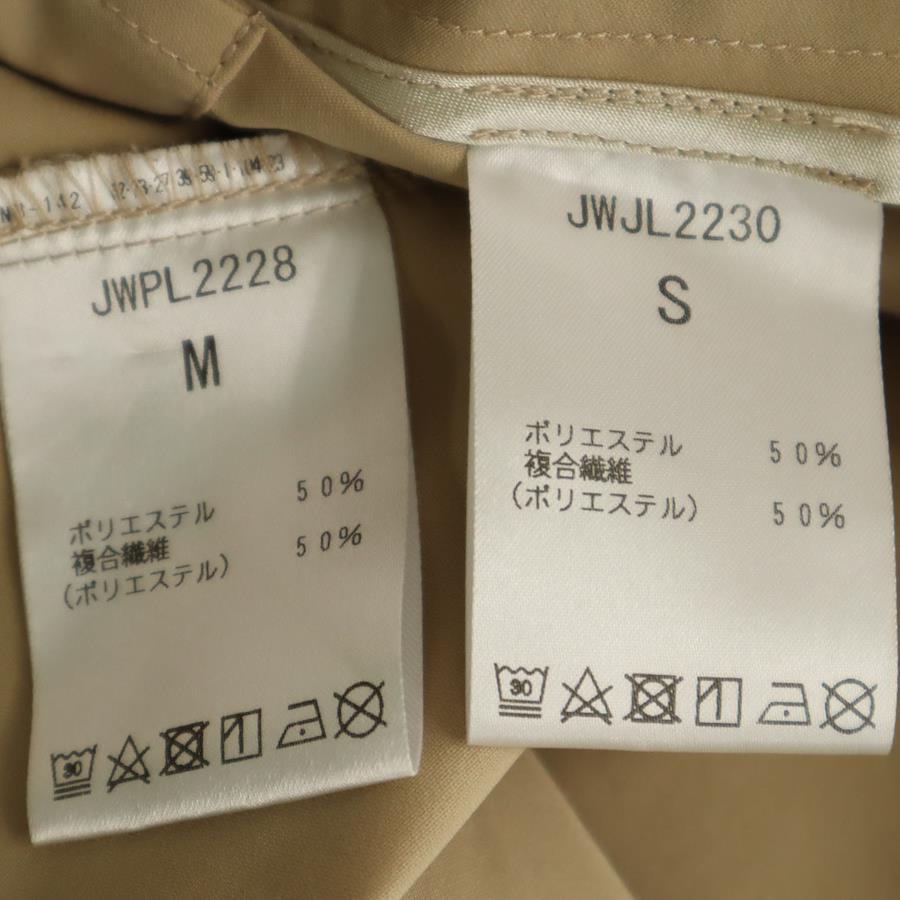 JWPL2228
M
ポリエステル 50%
複合繊維 50%
(ポリエステル)
30
JWJL2230
S
ポリエステル 50%
複合繊維
(ポリエステル) 50%
30